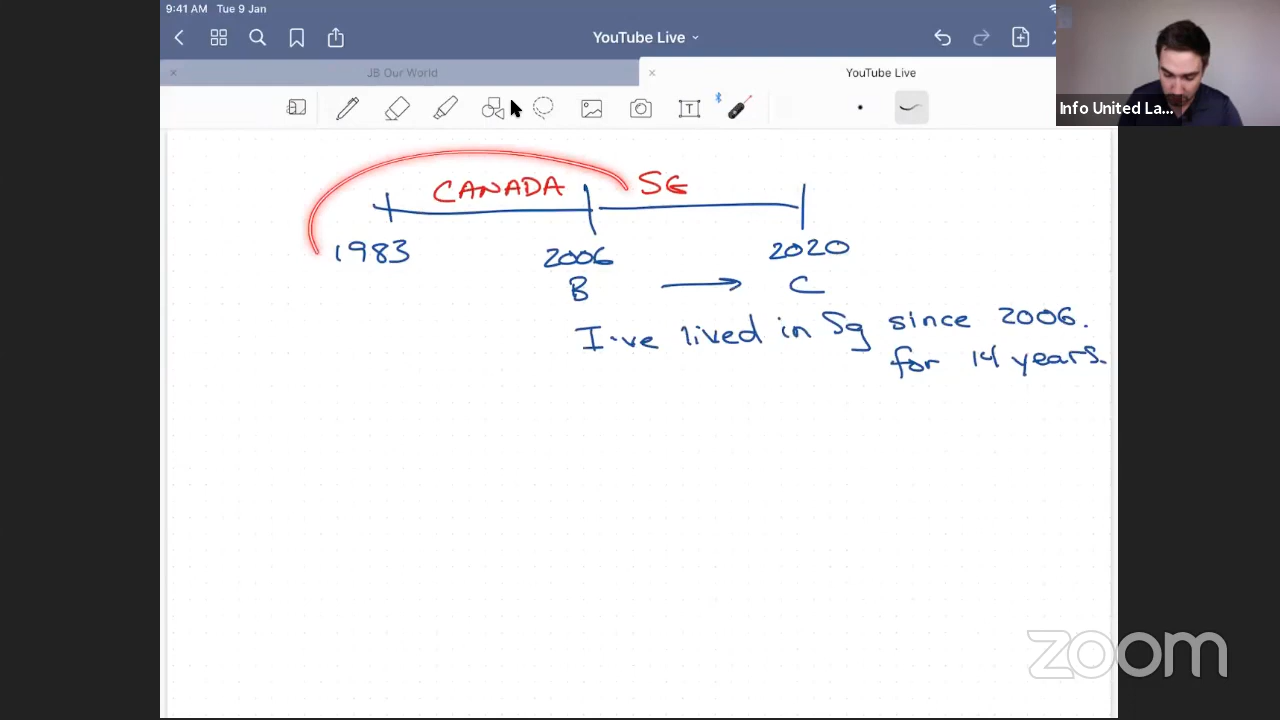 9:41 AM Tue 9 Jan
YouTube Live
JB Our World
YouTube Live
Info United La...
CANADA SG
1983 2006 2020
B → C
I've lived in Sg since 2006.
for 14 years.
zoom